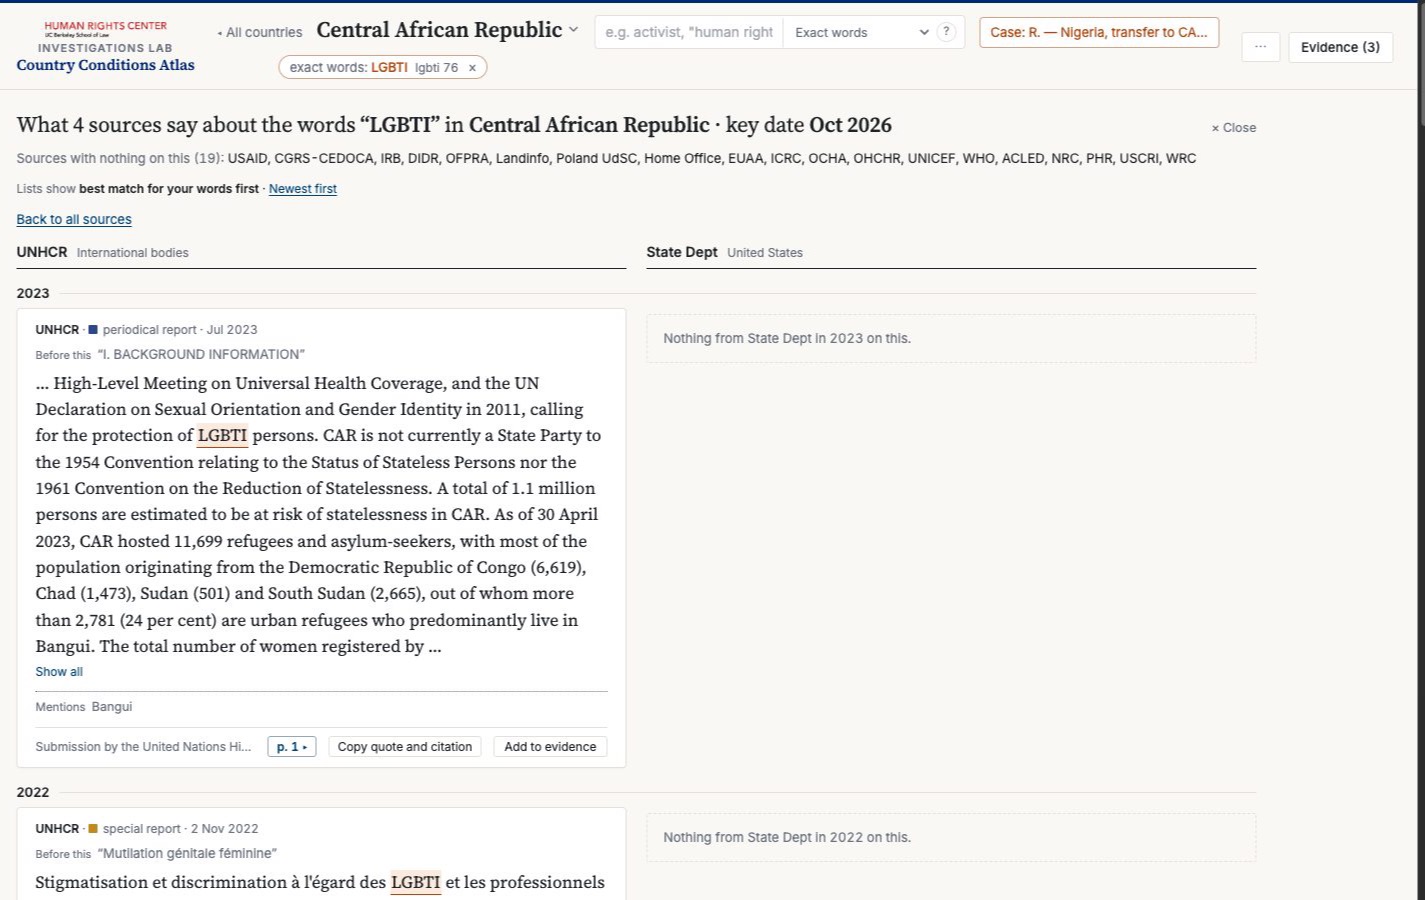 HUMAN RIGHTS CENTER
UC Berkeley School of Law
INVESTIGATIONS LAB
Country Conditions Atlas
◂ All countries
Central African Republic
e.g. activist, "human right
Exact words
?
Case: R. — Nigeria, transfer to CA...
...
Evidence (3)
exact words: LGBTI lgbti 76 ×
What 4 sources say about the words “LGBTI” in Central African Republic · key date Oct 2026
× Close
Sources with nothing on this (19): USAID, CGRS-CEDOCA, IRB, DIDR, OFPRA, Landinfo, Poland UdSC, Home Office, EUAA, ICRC, OCHA, OHCHR, UNICEF, WHO, ACLED, NRC, PHR, USCRI, WRC
Lists show best match for your words first · Newest first
Back to all sources
UNHCR International bodies
State Dept United States
2023
UNHCR · periodical report · Jul 2023
Before this “I. BACKGROUND INFORMATION”
... High-Level Meeting on Universal Health Coverage, and the UN
Declaration on Sexual Orientation and Gender Identity in 2011, calling
for the protection of LGBTI persons. CAR is not currently a State Party to
the 1954 Convention relating to the Status of Stateless Persons nor the
1961 Convention on the Reduction of Statelessness. A total of 1.1 million
persons are estimated to be at risk of statelessness in CAR. As of 30 April
2023, CAR hosted 11,699 refugees and asylum-seekers, with most of the
population originating from the Democratic Republic of Congo (6,619),
Chad (1,473), Sudan (501) and South Sudan (2,665), out of whom more
than 2,781 (24 per cent) are urban refugees who predominantly live in
Bangui. The total number of women registered by ...
Show all
Mentions Bangui
Submission by the United Nations Hi...
p. 1 ▸
Copy quote and citation
Add to evidence
Nothing from State Dept in 2023 on this.
2022
UNHCR · special report · 2 Nov 2022
Before this “Mutilation génitale féminine”
Stigmatisation et discrimination à l'égard des LGBTI et les professionnels
Nothing from State Dept in 2022 on this.